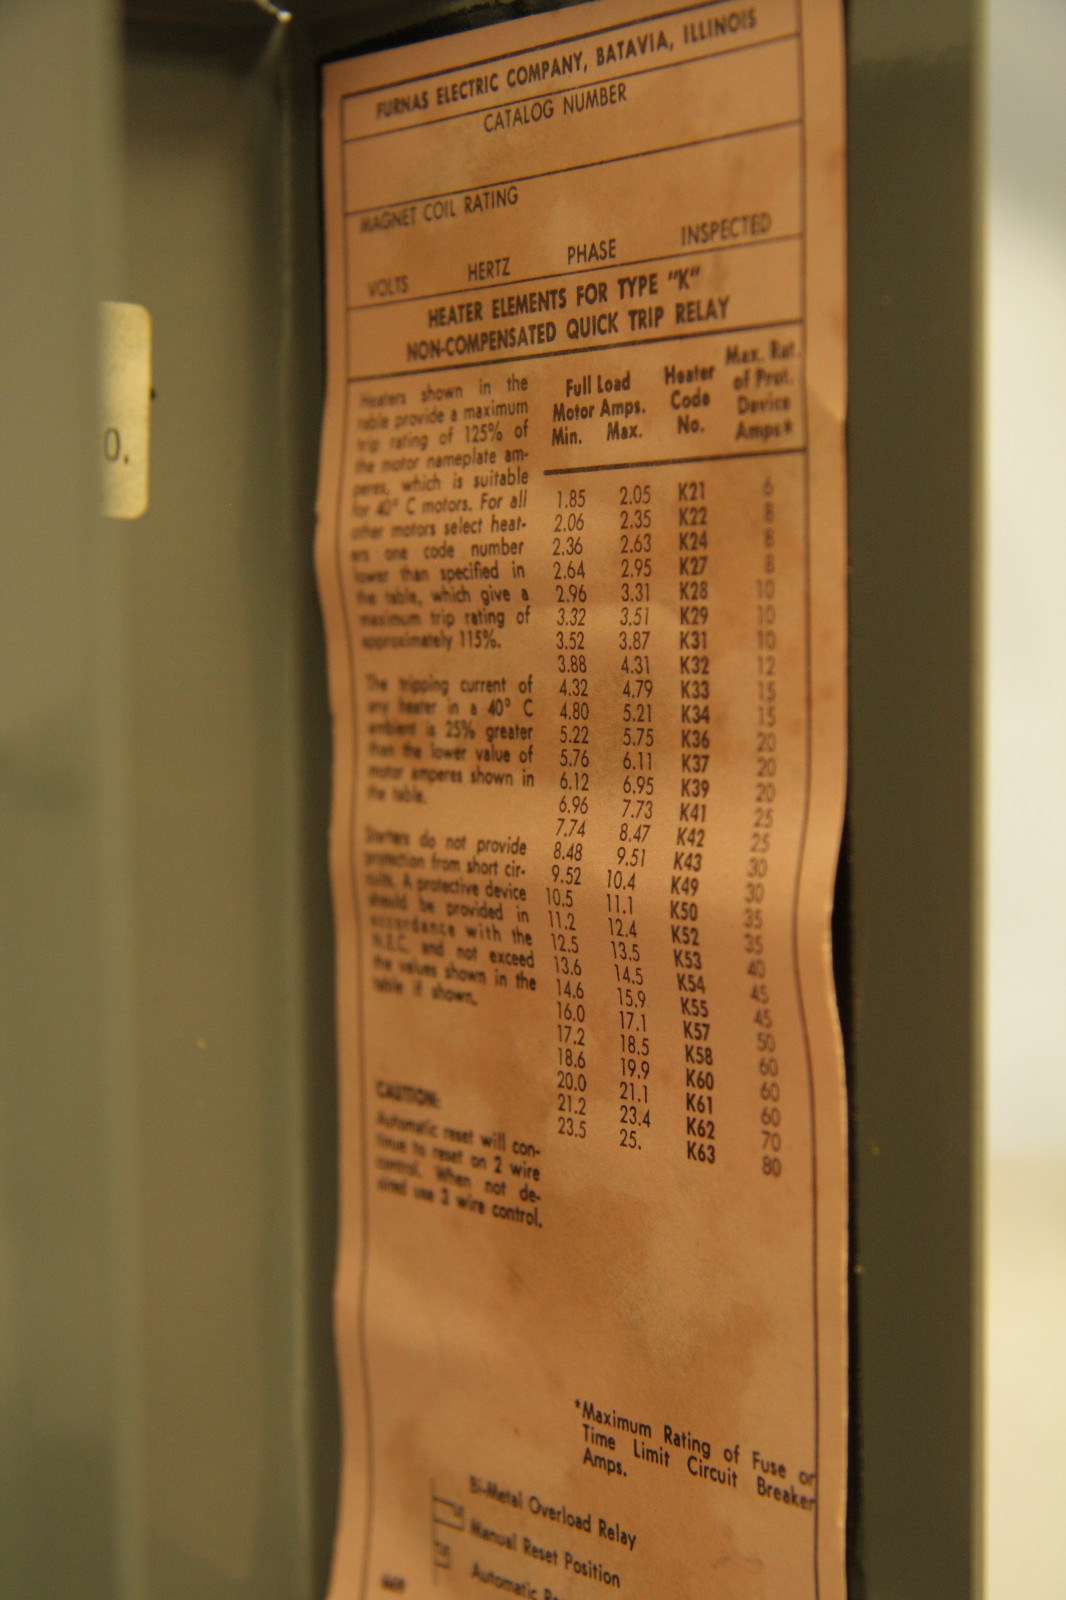 FURNAS ELECTRIC COMPANY, BATAVIA, ILLINOIS
CATALOG NUMBER
MAGNET COIL RATING
VOLTS HERTZ PHASE INSPECTED
HEATER ELEMENTS FOR TYPE "K"
NON-COMPENSATED QUICK TRIP RELAY
Heaters shown in the
table provide a maximum
trip rating of 125% of
the motor nameplate am-
peres, which is suitable
for 40° C motors. For all
other motors select heat-
ers one code number
lower than specified in
the table, which give a
maximum trip rating of
approximately 115%.
The tripping current of
any heater in a 40° C
ambient is 25% greater
than the lower value of
motor amperes shown in
the table.
Starters do not provide
protection from short cir-
cuits. A protective device
should be provided in
accordance with the
N.E.C. and not exceed
the values shown in the
table if shown.
CAUTION:
Automatic reset will con-
tinue to reset on 2 wire
control. When not de-
sired use 3 wire control.
Full Load Heater Max. Rat.
Motor Amps. Code of Prot.
Min. Max. No. Device
Amps*
1.85 2.05 K21 6
2.06 2.35 K22 8
2.36 2.63 K24 8
2.64 2.95 K27 8
2.96 3.31 K28 10
3.32 3.51 K29 10
3.52 3.87 K31 10
3.88 4.31 K32 12
4.32 4.79 K33 15
4.80 5.21 K34 15
5.22 5.75 K36 20
5.76 6.11 K37 20
6.12 6.95 K39 20
6.96 7.73 K41 25
7.74 8.47 K42 25
8.48 9.51 K43 30
9.52 10.4 K49 30
10.5 11.1 K50 35
11.2 12.4 K52 35
12.5 13.5 K53 40
13.6 14.5 K54 45
14.6 15.9 K55 45
16.0 17.1 K57 50
17.2 18.5 K58 60
18.6 19.9 K60 60
20.0 21.1 K61 60
21.2 23.4 K62 70
23.5 25. K63 80
*Maximum Rating of Fuse or
Time Limit Circuit Breaker
Amps.
Bi-Metal Overload Relay
Manual Reset Position
Automatic
O.